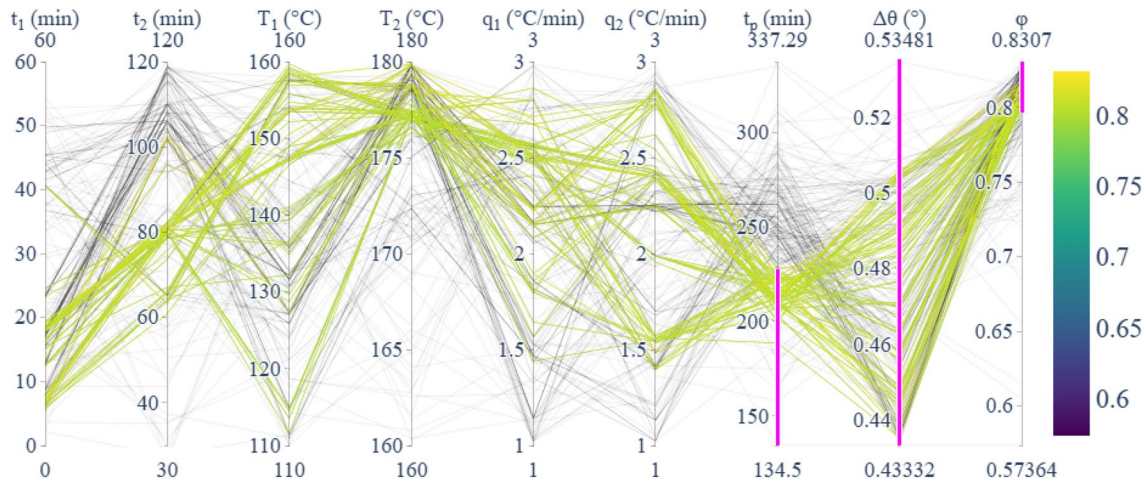 t₁ (min) t₂ (min) T₁ (°C) T₂ (°C) q₁ (°C/min) q₂ (°C/min) tₚ (min) Δθ (°) φ
60 120 160 180 3 3 337.29 0.53481 0.8307
60 120 160 180 3 3
0.52
300
50 150 0.8 0.8
100 175 2.5 2.5
40 0.5 0.75 0.75
140
250
30 80 170 2 2 0.48 0.7 0.7
130
20 60 200 0.46 0.65 0.65
120 165 1.5 1.5
10 40 150 0.44 0.6 0.6
0 110 160 1 1
0 30 110 160 1 1 134.5 0.43332 0.57364